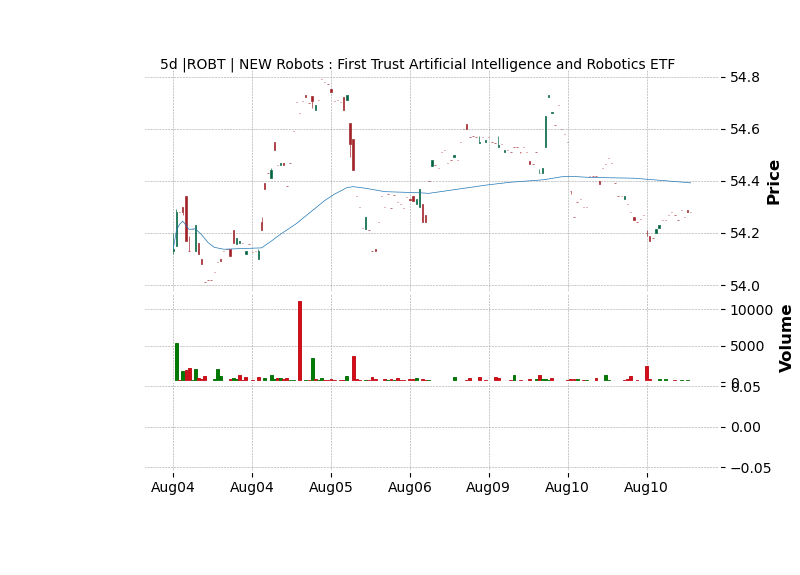 5d |ROBT | NEW Robots : First Trust Artificial Intelligence and Robotics ETF
54.8
54.6
54.4
54.2
54.0
Price
10000
5000
0
Volume
0.05
0.00
−0.05
Aug04 Aug04 Aug05 Aug06 Aug09 Aug10 Aug10